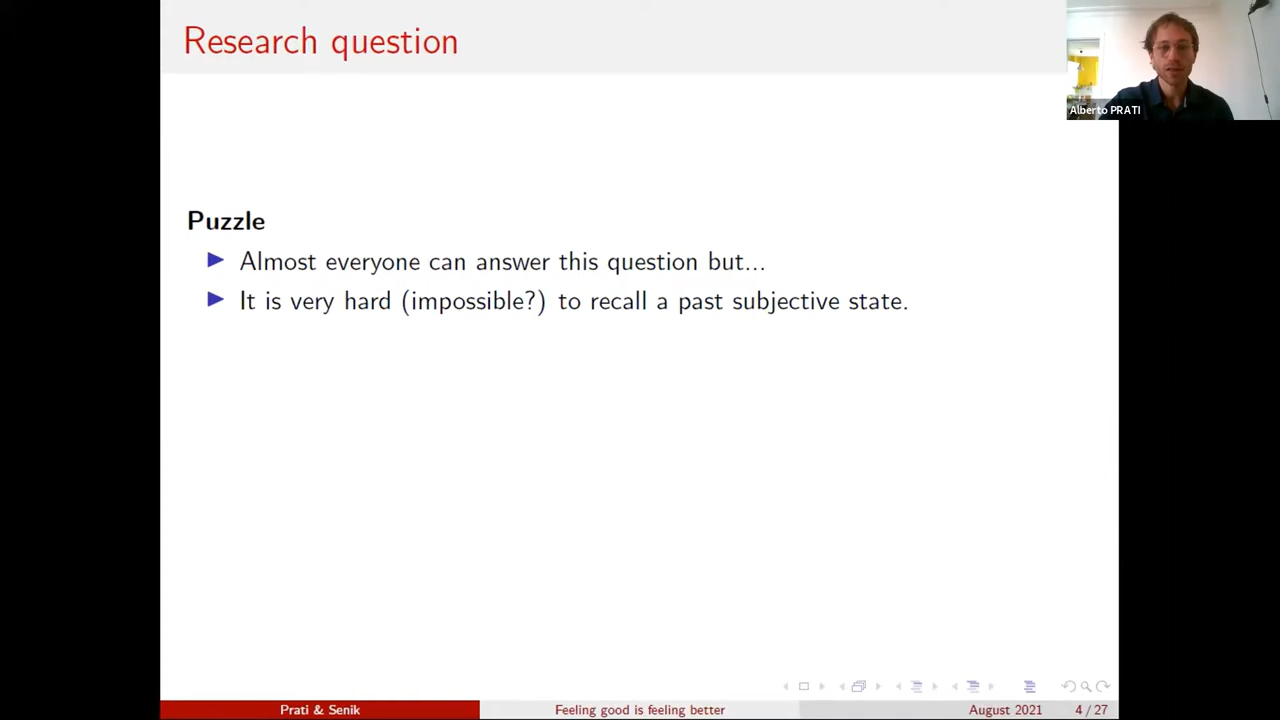 Research question
Alberto PRATI
Puzzle
Almost everyone can answer this question but...
It is very hard (impossible?) to recall a past subjective state.
Prati & Senik Feeling good is feeling better August 2021 4 / 27